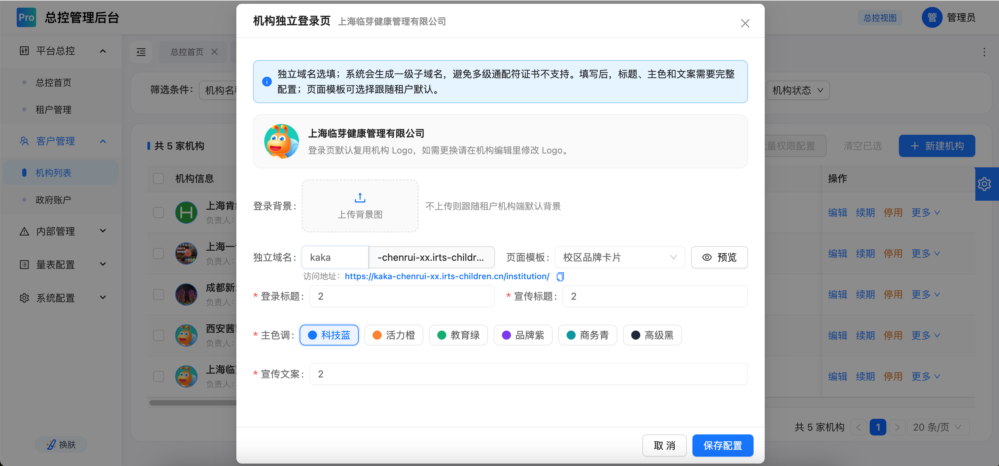 Pro 总控管理后台
总控视图 管 管理员
平台总控
总控首页
租户管理
客户管理
机构列表
政府账户
内部管理
量表配置
系统配置
换肤
总控首页
筛选条件： 机构名称
机构状态
共 5 家机构
量权限配置 清空已选 新建机构
机构信息 操作
上海肯
负责人：
编辑 续期 停用 更多
上海一
负责人：
编辑 续期 停用 更多
成都新
负责人：
编辑 续期 停用 更多
西安茜
负责人：
编辑 续期 停用 更多
上海临
负责人：
编辑 续期 停用 更多
共 5 家机构 1 20 条/页
机构独立登录页 上海临芽健康管理有限公司
独立域名选填；系统会生成一级子域名，避免多级通配符证书不支持。填写后，标题、主色和文案需要完整
配置；页面模板可选择跟随租户默认。
上海临芽健康管理有限公司
登录页默认复用机构 Logo，如需更换请在机构编辑里修改 Logo。
登录背景： 上传背景图 不上传则跟随租户机构端默认背景
独立域名： kaka -chenrui-xx.irts-childr... 页面模板： 校区品牌卡片 预览
访问地址： https://kaka-chenrui-xx.irts-children.cn/institution/
* 登录标题： 2 * 宣传标题： 2
* 主色调： 科技蓝 活力橙 教育绿 品牌紫 商务青 高级黑
* 宣传文案： 2
取 消 保存配置